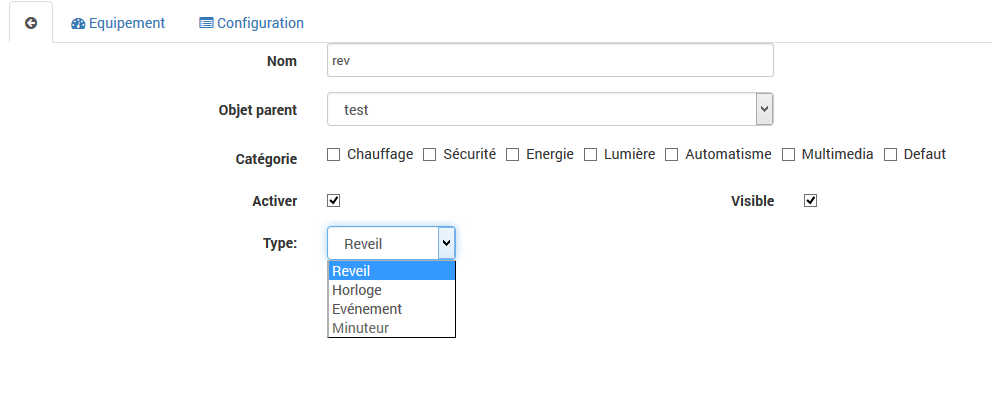 Equipement Configuration
Nom rev
Objet parent test
Catégorie Chauffage Sécurité Energie Lumière Automatisme Multimedia Defaut
Activer Visible
Type: Reveil
Reveil
Horloge
Evénement
Minuteur